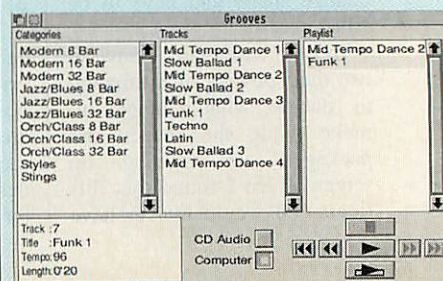 Grooves
Categories
Modern 8 Bar
Modern 16 Bar
Modern 32 Bar
Jazz/Blues 8 Bar
Jazz/Blues 16 Bar
Jazz/Blues 32 Bar
Orch/Class 8 Bar
Orch/Class 16 Bar
Orch/Class 32 Bar
Styles
Stings
Tracks
Mid Tempo Dance 1
Slow Ballad 1
Mid Tempo Dance 2
Slow Ballad 2
Mid Tempo Dance 3
Funk 1
Techno
Latin
Slow Ballad 3
Mid Tempo Dance 4
Playlist
Mid Tempo Dance 2
Funk 1
Track :7
Title :Funk 1
Tempo:96
Length:0'20
CD Audio
Computer